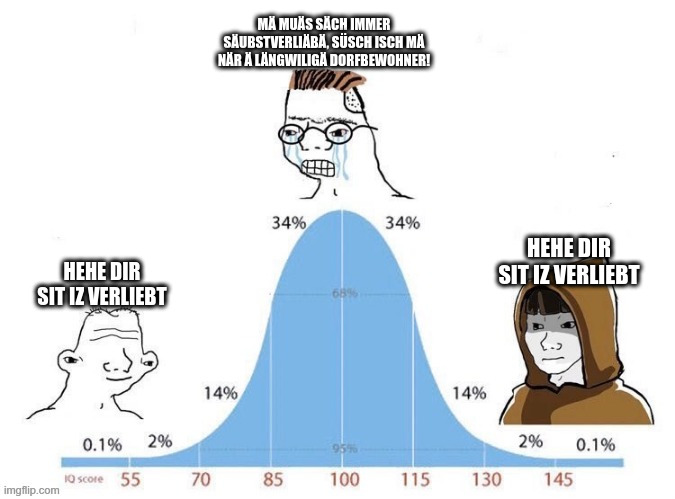 MÄ MUÄS SÄCH IMMER
SÄUBSTVERLIÄBÄ, SÜSCH ISCH MÄ
NÄR Ä LÄNGWILIGÄ DORFBEWOHNER!
34% 34%
HEHE DIR
SIT IZ VERLIEBT
HEHE DIR
SIT IZ VERLIEBT
68%
14% 14%
0.1% 2% 95% 2% 0.1%
IQ score 55 70 85 100 115 130 145
imgflip.com